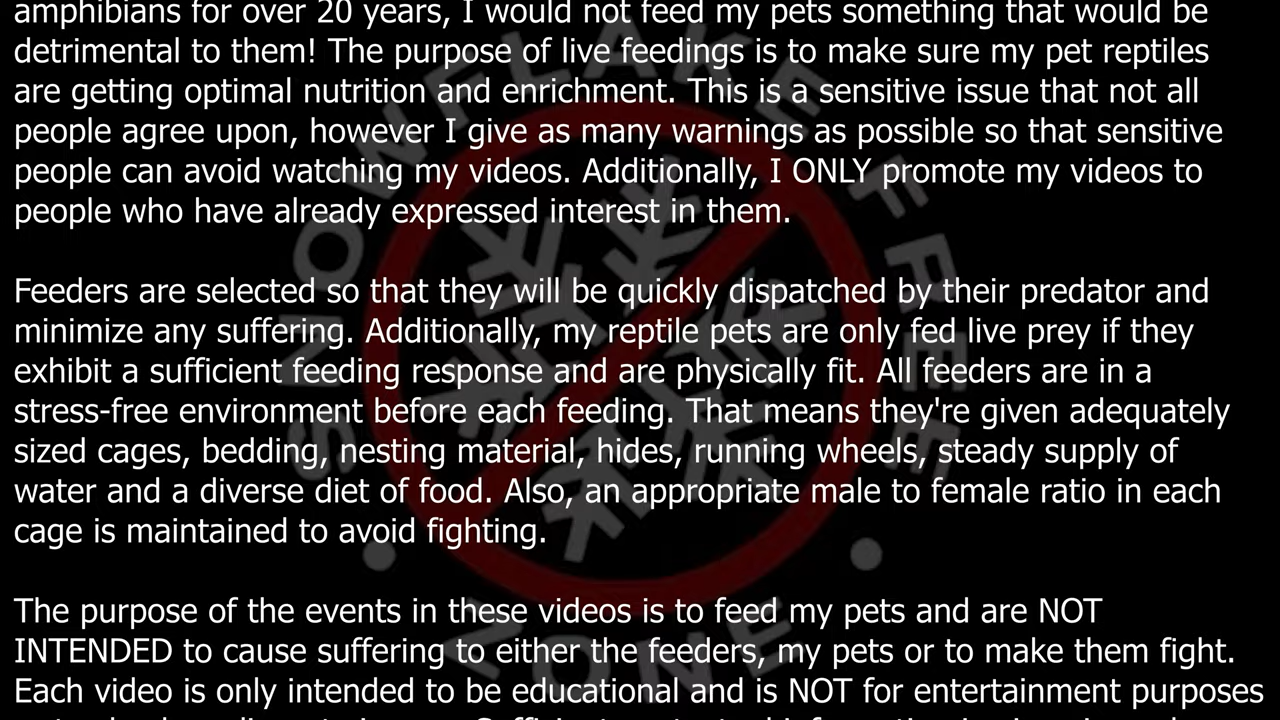 amphibians for over 20 years, I would not feed my pets something that would be
detrimental to them! The purpose of live feedings is to make sure my pet reptiles
are getting optimal nutrition and enrichment. This is a sensitive issue that not all
people agree upon, however I give as many warnings as possible so that sensitive
people can avoid watching my videos. Additionally, I ONLY promote my videos to
people who have already expressed interest in them.
Feeders are selected so that they will be quickly dispatched by their predator and
minimize any suffering. Additionally, my reptile pets are only fed live prey if they
exhibit a sufficient feeding response and are physically fit. All feeders are in a
stress-free environment before each feeding. That means they're given adequately
sized cages, bedding, nesting material, hides, running wheels, steady supply of
water and a diverse diet of food. Also, an appropriate male to female ratio in each
cage is maintained to avoid fighting.
The purpose of the events in these videos is to feed my pets and are NOT
INTENDED to cause suffering to either the feeders, my pets or to make them fight.
Each video is only intended to be educational and is NOT for entertainment purposes
SNOWFLAKE FREE
ZONE